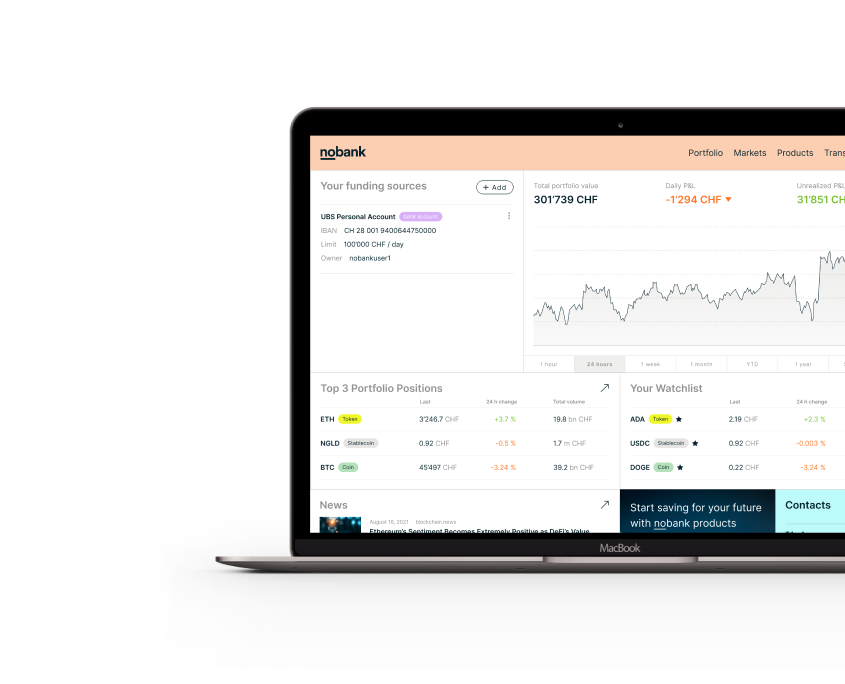 nobank
Portfolio Markets Products Trans
Your funding sources
+ Add
UBS Personal Account Bank account
IBAN CH 28 001 9400644750000
Limit 100'000 CHF / day
Owner nobankuser1
Total portfolio value
301'739 CHF
Daily P&L
-1'294 CHF
Unrealized P&L
31'851 CH
1 hour 24 hours 1 week 1 month YTD 1 year
Top 3 Portfolio Positions
Last 24 h change Total volume
ETH Token 3'246.7 CHF +3.7 % 19.8 bn CHF
NGLD Stablecoin 0.92 CHF -0.5 % 1.7 m CHF
BTC Coin 45'497 CHF -3.24 % 39.2 bn CHF
Your Watchlist
Last 24 h change
ADA Token 2.19 CHF +2.3 %
USDC Stablecoin 0.92 CHF -0.003 %
DOGE Coin 0.22 CHF -3.24 %
News
August 16, 2021 blockchain.news
Ethereum's Sentiment Becomes Extremely Positive as DeFi's Value
Start saving for your future
with nobank products
Contacts
MacBook